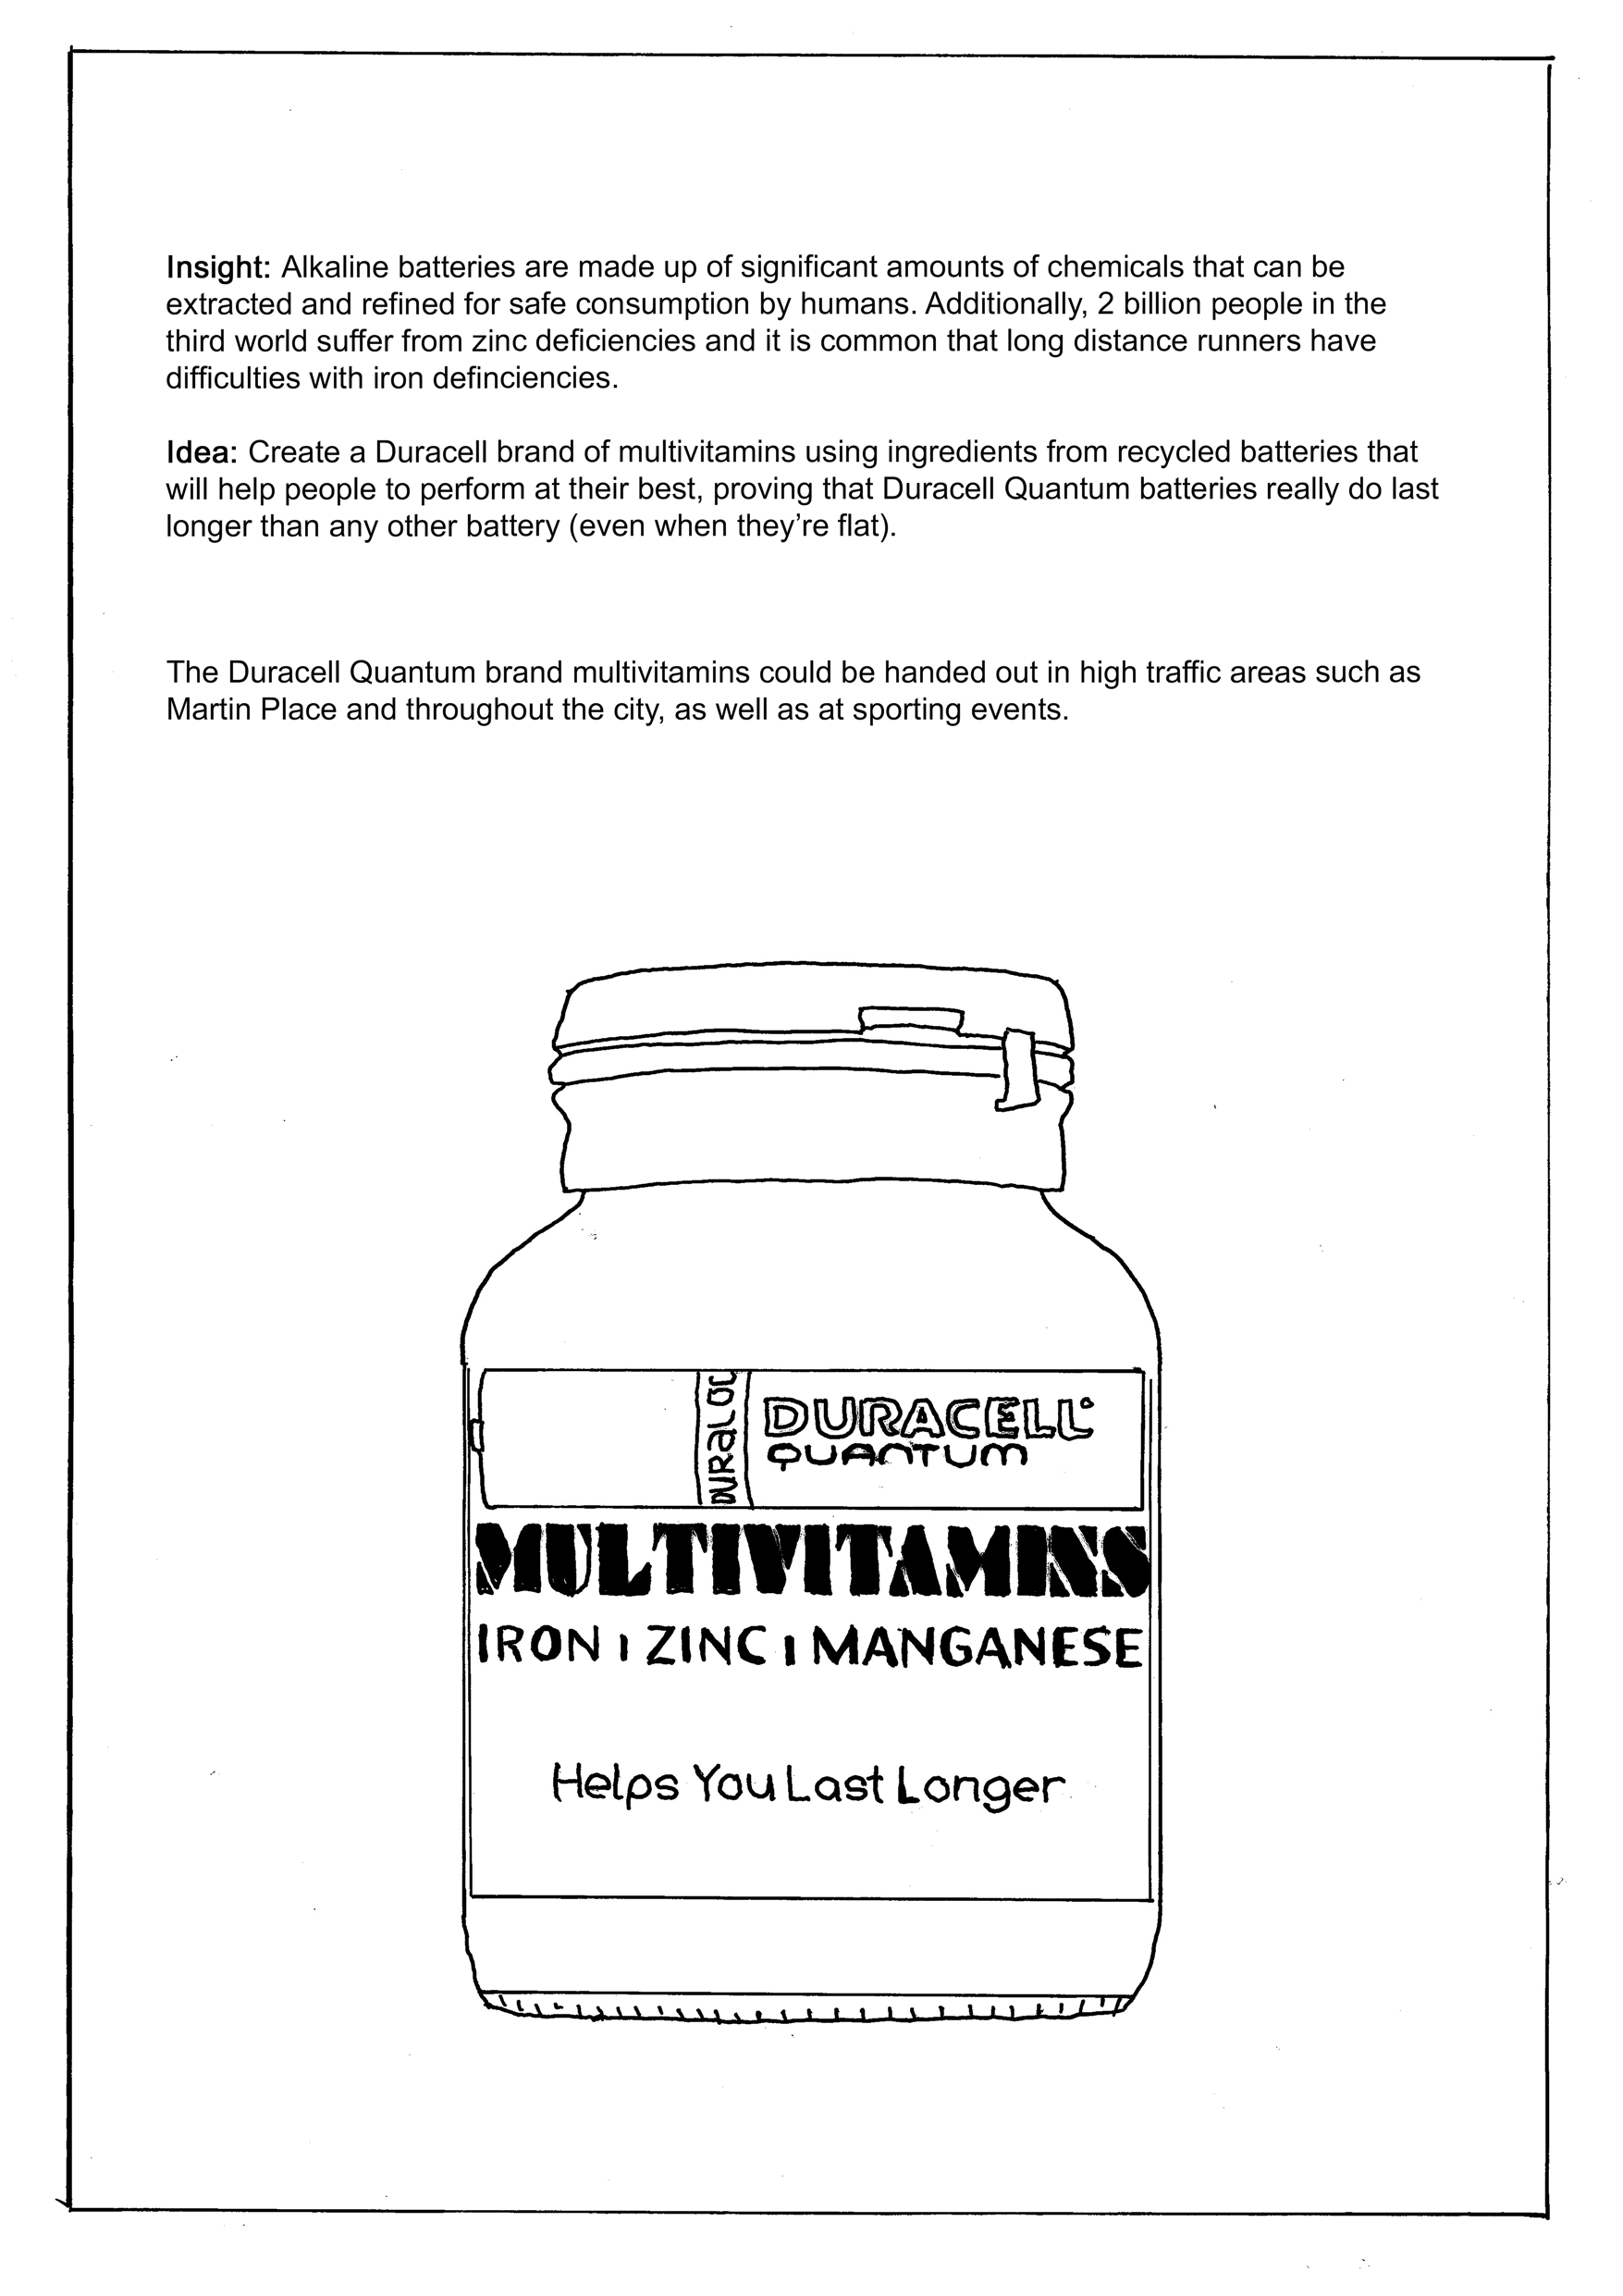 Insight: Alkaline batteries are made up of significant amounts of chemicals that can be
extracted and refined for safe consumption by humans. Additionally, 2 billion people in the
third world suffer from zinc deficiencies and it is common that long distance runners have
difficulties with iron definciencies.
Idea: Create a Duracell brand of multivitamins using ingredients from recycled batteries that
will help people to perform at their best, proving that Duracell Quantum batteries really do last
longer than any other battery (even when they’re flat).
The Duracell Quantum brand multivitamins could be handed out in high traffic areas such as
Martin Place and throughout the city, as well as at sporting events.
DURACELL
QUANTUM
MULTIVITAMINS
IRON | ZINC | MANGANESE
Helps You Last Longer